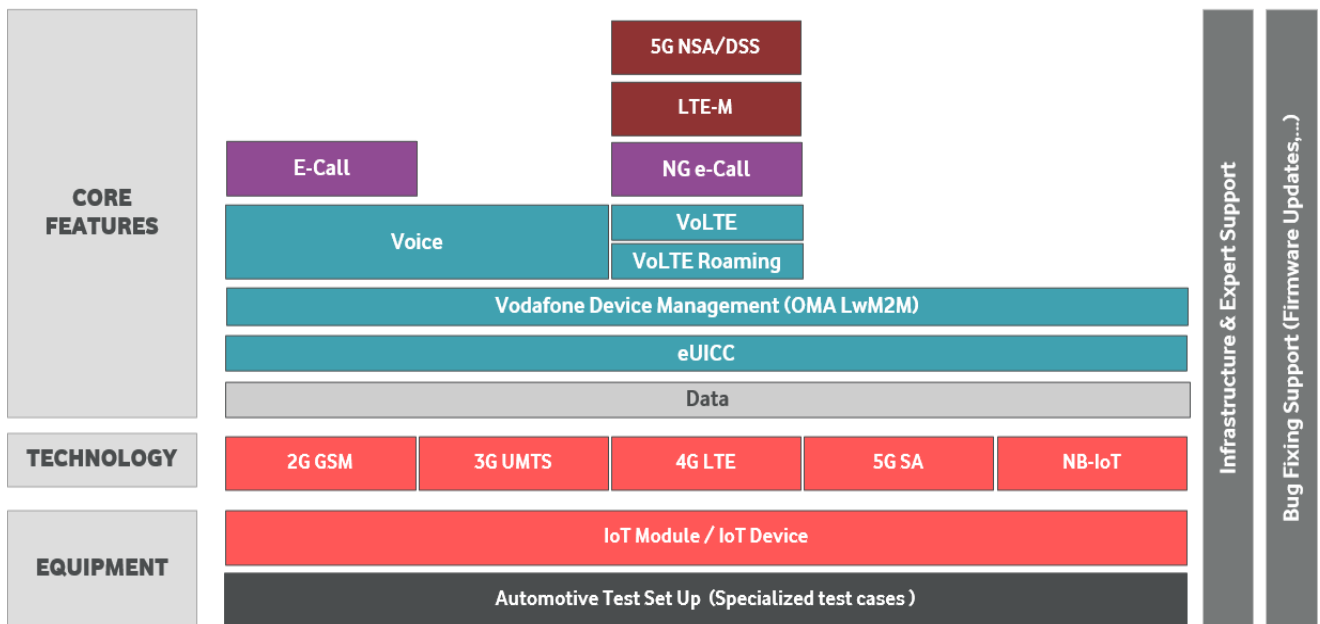 5G NSA/DSS
LTE-M
E-Call
NG e-Call
CORE
FEATURES
Voice
VoLTE
VoLTE Roaming
Vodafone Device Management (OMA LwM2M)
eUICC
Data
TECHNOLOGY
2G GSM
3G UMTS
4G LTE
5G SA
NB-IoT
EQUIPMENT
IoT Module / IoT Device
Automotive Test Set Up (Specialized test cases )
Infrastructure & Expert Support
Bug Fixing Support (Firmware Updates,...)